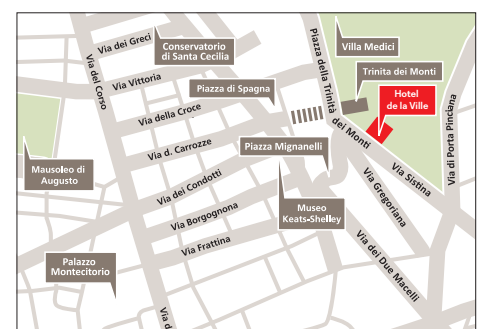 Via dei Greci
Conservatorio
di Santa Cecilia
Piazza della Trinità
dei Monti
Villa Medici
Trinita dei Monti
Hotel
de la Ville
Via del Corso
Via Vittoria
Piazza di Spagna
Via della Croce
Via d. Carrozze
Piazza Mignanelli
Via di Porta Pinciana
Via Sistina
Mausoleo di
Augusto
Via dei Condotti
Via Gregoriana
Museo
Keats-Shelley
Via Borgognona
Via Frattina
Palazzo
Montecitorio
Via dei Due Macelli
Via d